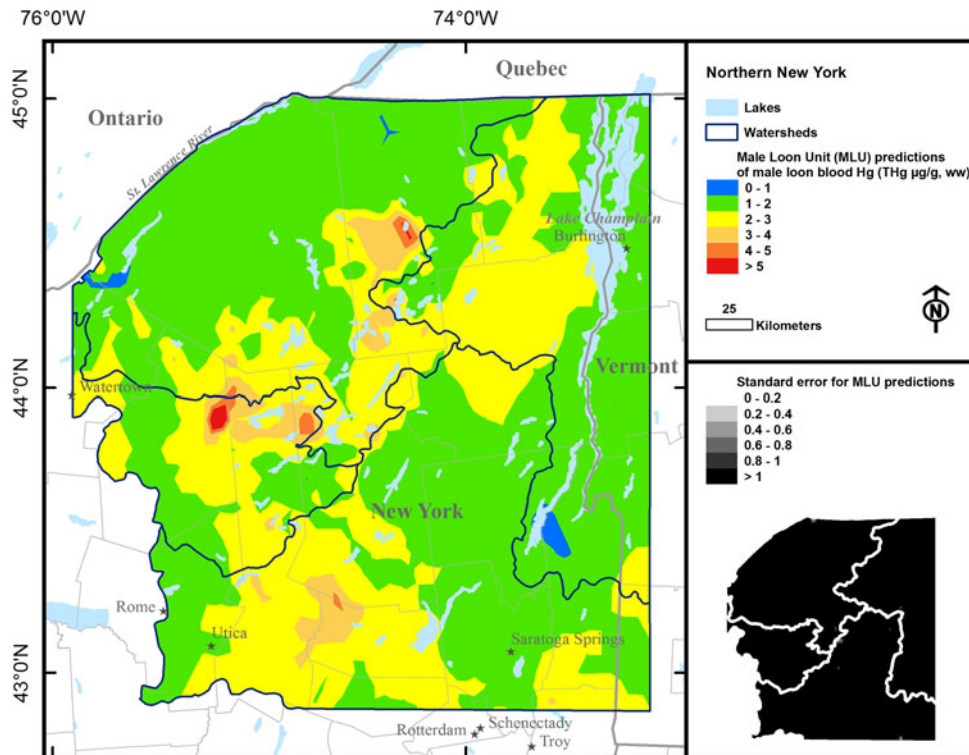 76°0'W
74°0'W
Quebec
Ontario
45°0'N
St. Lawrence River
Lake Champlain
Burlington
Vermont
44°0'N
Watertown
New York
Rome
Utica
Saratoga Springs
43°0'N
Rotterdam
Schenectady
Troy
Northern New York
Lakes
Watersheds
Male Loon Unit (MLU) predictions
of male loon blood Hg (THg µg/g, ww)
0 - 1
1 - 2
2 - 3
3 - 4
4 - 5
> 5
25
Kilometers
N
Standard error for MLU predictions
0 - 0.2
0.2 - 0.4
0.4 - 0.6
0.6 - 0.8
0.8 - 1
> 1